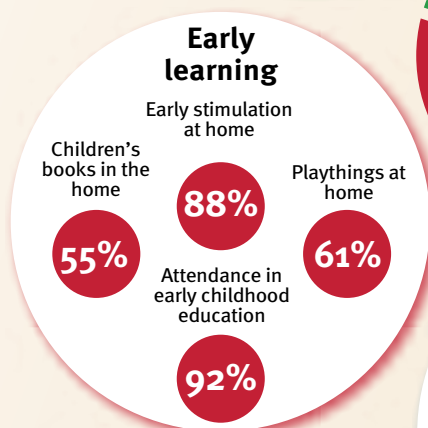 Early
learning
Early stimulation
at home
88%
Children’s
books in the
home
55%
Playthings at
home
61%
Attendance in
early childhood
education
92%